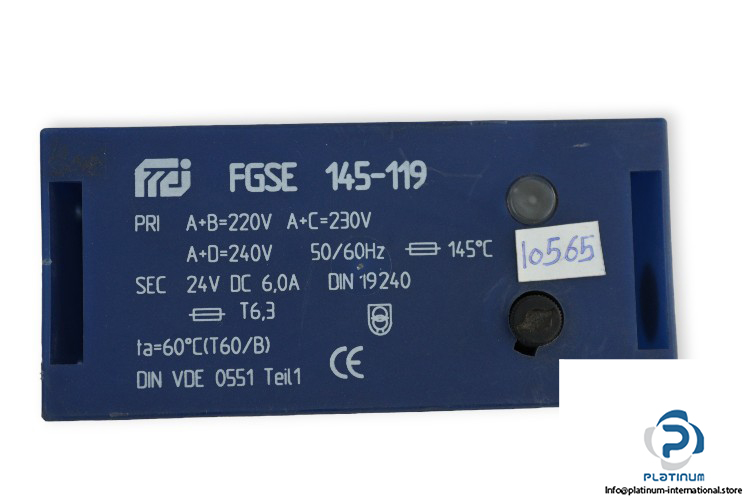 FGSE 145-119
PRI A+B=220V A+C=230V
A+D=240V 50/60Hz 145°C
SEC 24V DC 6,0A DIN 19240
T6,3
ta=60°C(T60/B)
DIN VDE 0551 Teil1
CE
10565
PLATINUM
Info@platinum-international.store